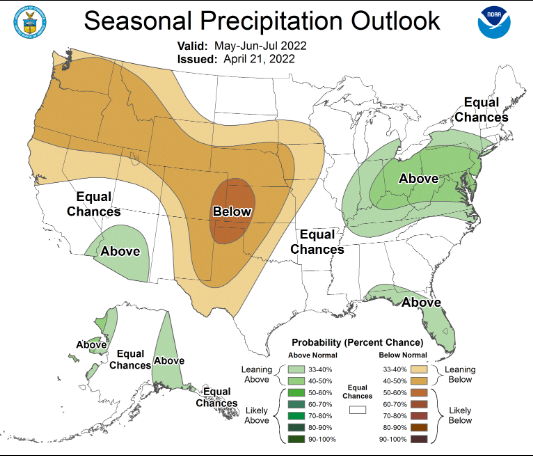 Seasonal Precipitation Outlook
Valid: May-Jun-Jul 2022
Issued: April 21, 2022
NOAA
Equal
Chances
Above
Equal
Chances
Below
Above
Equal
Chances
Above
Above
Equal
Chances
Above
Equal
Chances
Probability (Percent Chance)
Above Normal
Below Normal
Leaning
Above
33-40%
40-50%
Likely
Above
50-60%
60-70%
70-80%
80-90%
90-100%
Equal
Chances
33-40%
40-50%
Leaning
Below
50-60%
60-70%
70-80%
80-90%
90-100%
Likely
Below